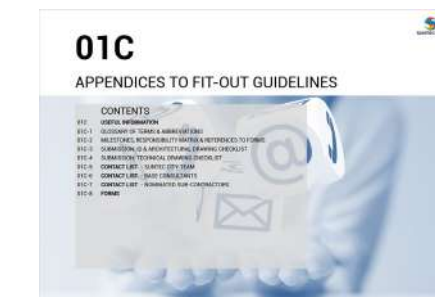 01C
APPENDICES TO FIT-OUT GUIDELINES
CONTENTS
01C USEFUL INFORMATION
01C-1 GLOSSARY OF TERMS & ABBREVIATIONS
01C-2 MILESTONES, RESPONSIBILITY MATRIX & REFERENCES TO FORMS
01C-3 SUBMISSION, ID & ARCHITECTURAL DRAWING CHECKLIST
01C-4 SUBMISSION, TECHNICAL DRAWING CHECKLIST
01C-5 CONTACT LIST - SUNTEC CITY TEAM
01C-6 CONTACT LIST - BASE CONSULTANTS
01C-7 CONTACT LIST - NOMINATED SUB-CONTRACTORS
01C-8 FORMS